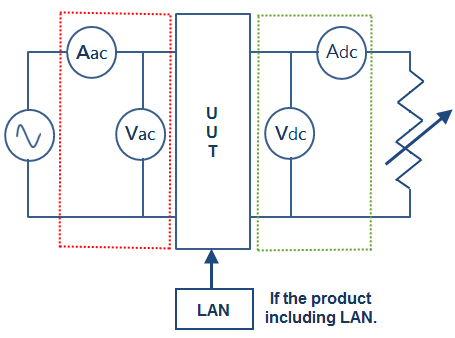 Aac
Adc
Vac
U
U
T
Vdc
LAN
If the product
including LAN.